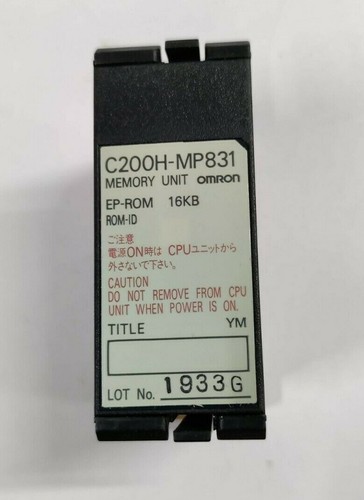 C200H-MP831
MEMORY UNIT OMRON
EP-ROM 16KB
ROM-ID
ご注意
電源ON時は CPUユニットから
外さないで下さい。
CAUTION
DO NOT REMOVE FROM CPU
UNIT WHEN POWER IS ON.
TITLE YM
LOT No. 1933G